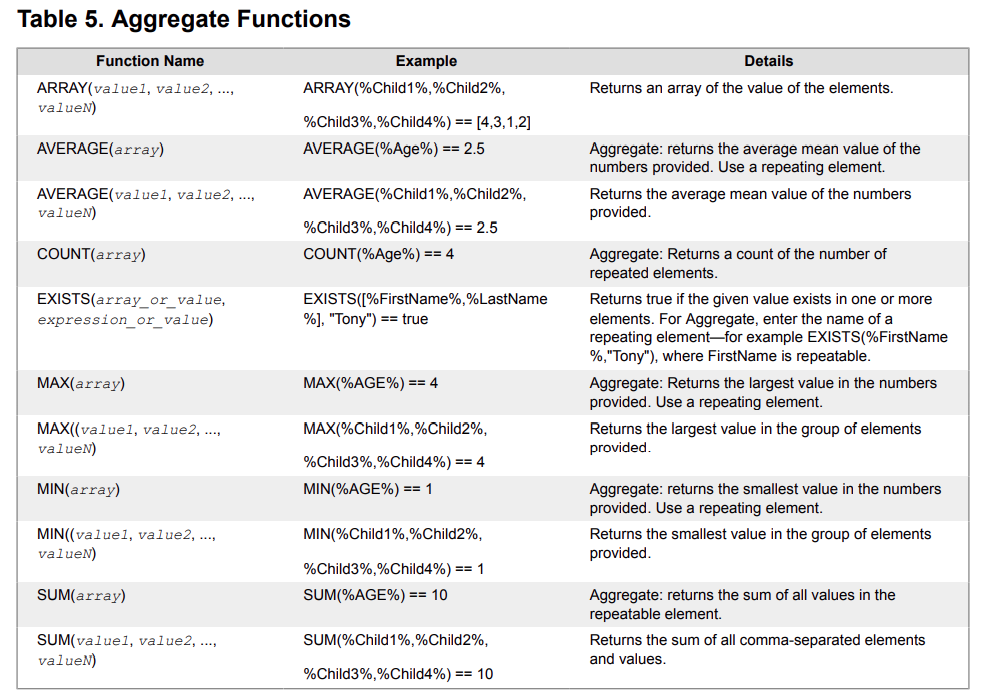 Table 5. Aggregate Functions
Function Name Example Details
ARRAY(value1, value2, ...,
valueN)
ARRAY(%Child1%,%Child2%,
%Child3%,%Child4%) == [4,3,1,2]
Returns an array of the value of the elements.
AVERAGE(array)
AVERAGE(%Age%) == 2.5
Aggregate: returns the average mean value of the
numbers provided. Use a repeating element.
AVERAGE(value1, value2, ...,
valueN)
AVERAGE(%Child1%,%Child2%,
%Child3%,%Child4%) == 2.5
Returns the average mean value of the numbers
provided.
COUNT(array)
COUNT(%Age%) == 4
Aggregate: Returns a count of the number of
repeated elements.
EXISTS(array_or_value,
expression_or_value)
EXISTS([%FirstName%,%LastName
%], "Tony") == true
Returns true if the given value exists in one or more
elements. For Aggregate, enter the name of a
repeating element—for example EXISTS(%FirstName
%,"Tony"), where FirstName is repeatable.
MAX(array)
MAX(%AGE%) == 4
Aggregate: Returns the largest value in the numbers
provided. Use a repeating element.
MAX((value1, value2, ...,
valueN)
MAX(%Child1%,%Child2%,
%Child3%,%Child4%) == 4
Returns the largest value in the group of elements
provided.
MIN(array)
MIN(%AGE%) == 1
Aggregate: returns the smallest value in the numbers
provided. Use a repeating element.
MIN((value1, value2, ...,
valueN)
MIN(%Child1%,%Child2%,
%Child3%,%Child4%) == 1
Returns the smallest value in the group of elements
provided.
SUM(array)
SUM(%AGE%) == 10
Aggregate: returns the sum of all values in the
repeatable element.
SUM(value1, value2, ...,
valueN)
SUM(%Child1%,%Child2%,
%Child3%,%Child4%) == 10
Returns the sum of all comma-separated elements
and values.